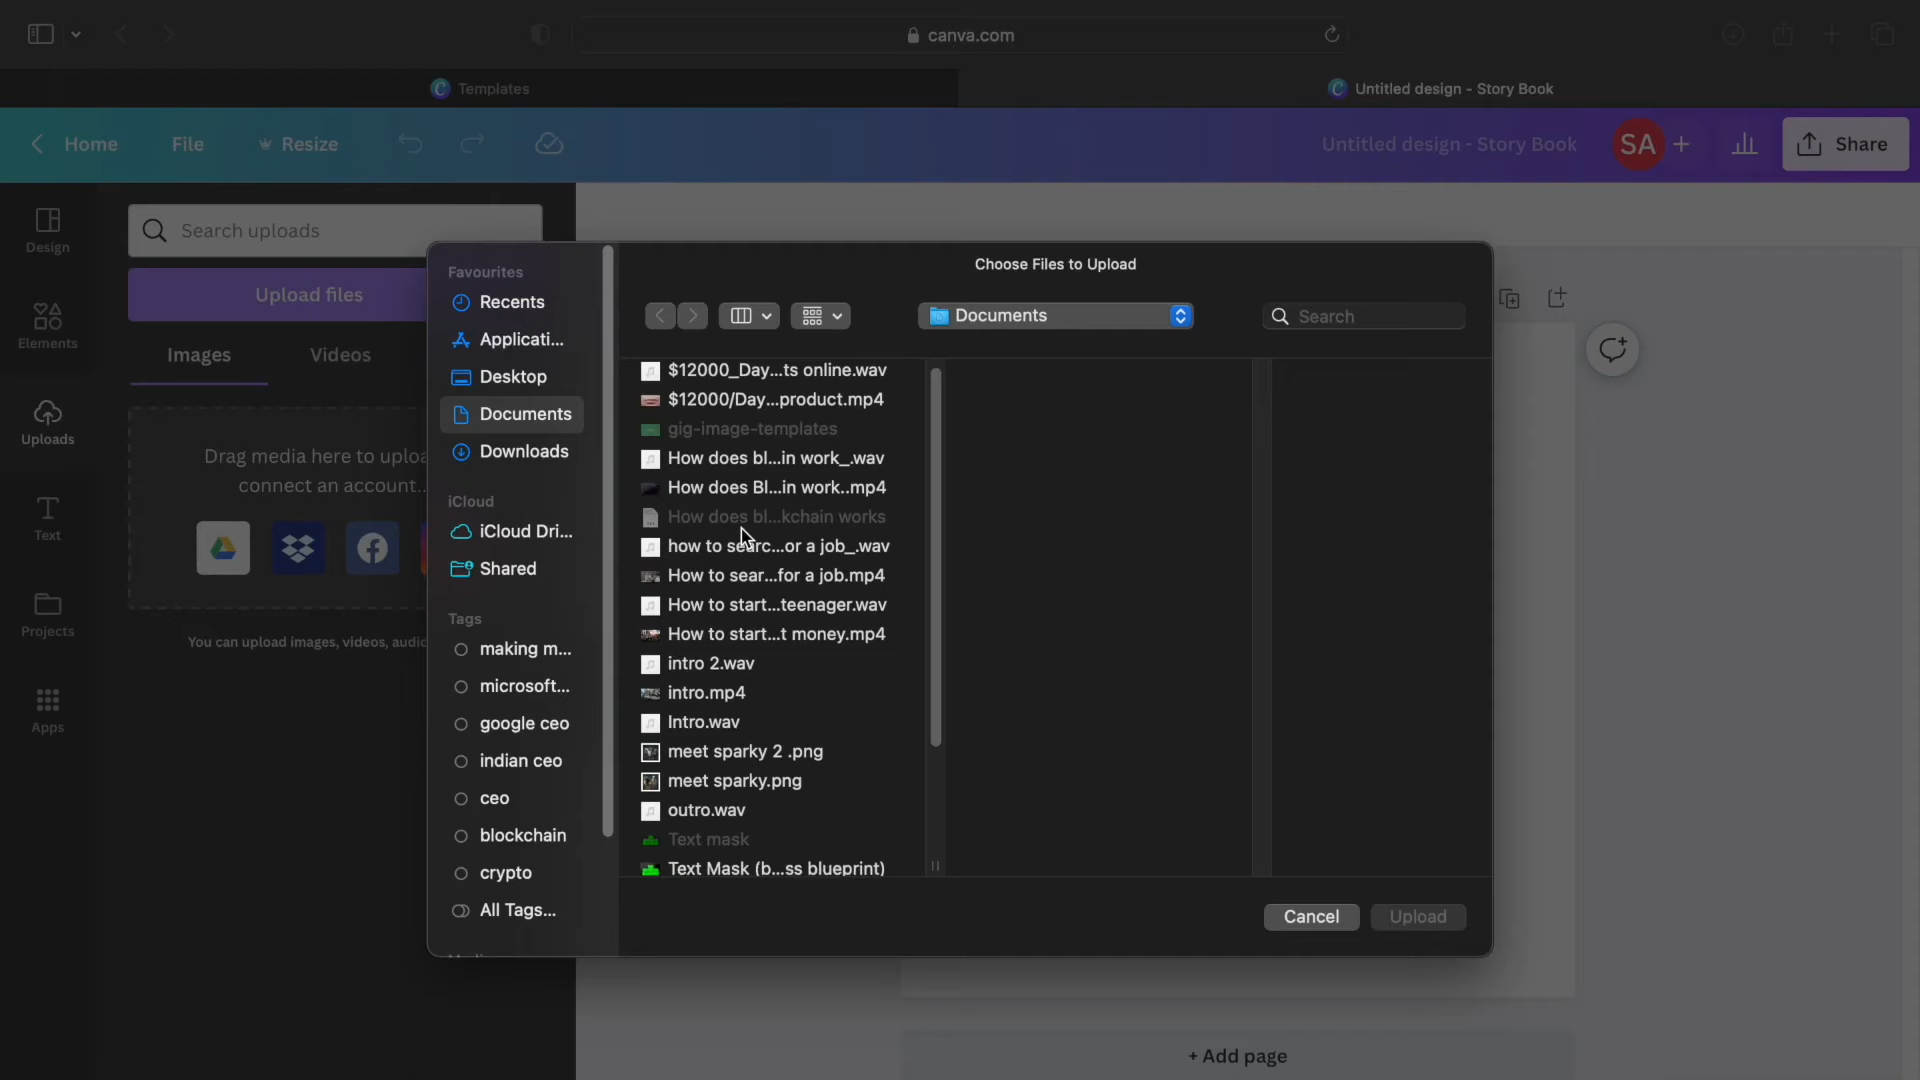 canva.com
Templates
Untitled design - Story Book
Home
File
Resize
Untitled design - Story Book
SA
+
Share
Design
Elements
Uploads
Text
Projects
Apps
Search uploads
Upload files
Images
Videos
Drag media here to uploa
connect an account...
You can upload images, videos, audio
Favourites
Recents
Applicati...
Desktop
Documents
Downloads
iCloud
iCloud Dri...
Shared
Tags
making m...
microsoft...
google ceo
indian ceo
ceo
blockchain
crypto
All Tags...
Choose Files to Upload
Documents
Search
$12000_Day...ts online.wav
$12000/Day...product.mp4
gig-image-templates
How does bl...in work_.wav
How does Bl...in work..mp4
How does bl...kchain works
how to searc...or a job_.wav
How to sear...for a job.mp4
How to start...teenager.wav
How to start...t money.mp4
intro 2.wav
intro.mp4
Intro.wav
meet sparky 2 .png
meet sparky.png
outro.wav
Text mask
Text Mask (b...ss blueprint)
Cancel
Upload
+ Add page